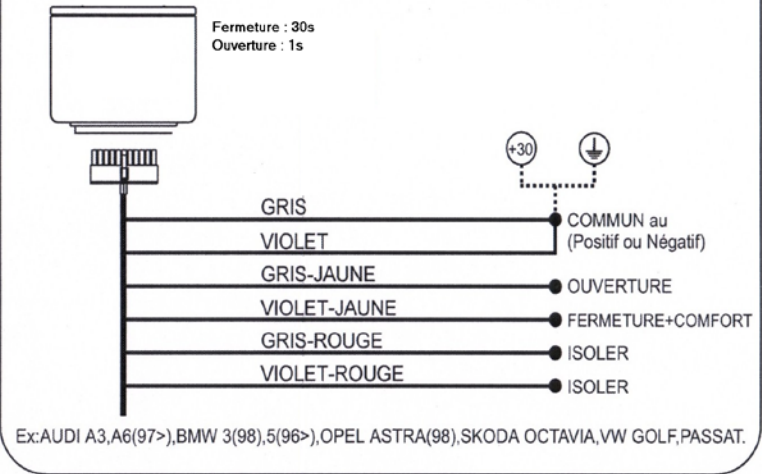 Fermeture : 30s
Ouverture : 1s
+30
GRIS
COMMUN au
(Positif ou Négatif)
VIOLET
GRIS-JAUNE
OUVERTURE
VIOLET-JAUNE
FERMETURE+COMFORT
GRIS-ROUGE
ISOLER
VIOLET-ROUGE
ISOLER
Ex:AUDI A3,A6(97>),BMW 3(98),5(96>),OPEL ASTRA(98),SKODA OCTAVIA,VW GOLF,PASSAT.